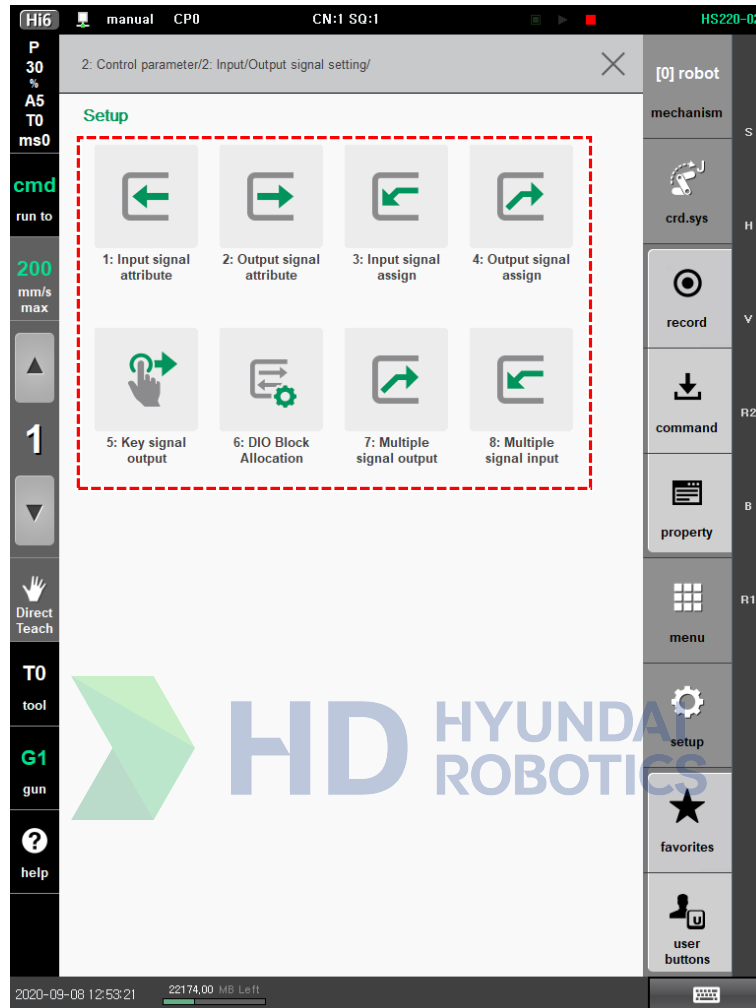 Hi6 manual CP0 CN:1 SQ:1 HS220-02
P
30
%
A5
T0
ms0
cmd
run to
200
mm/s
max
1
Direct
Teach
T0
tool
G1
gun
help
2: Control parameter/2: Input/Output signal setting/
Setup
1: Input signal
attribute
2: Output signal
attribute
3: Input signal
assign
4: Output signal
assign
5: Key signal
output
6: DIO Block
Allocation
7: Multiple
signal output
8: Multiple
signal input
HD HYUNDAI
ROBOTICS
[0] robot
mechanism
J
crd.sys
record
command
property
menu
setup
favorites
U
user
buttons
S
H
V
R2
B
R1
2020-09-08 12:53:21 22174,00 MB Left